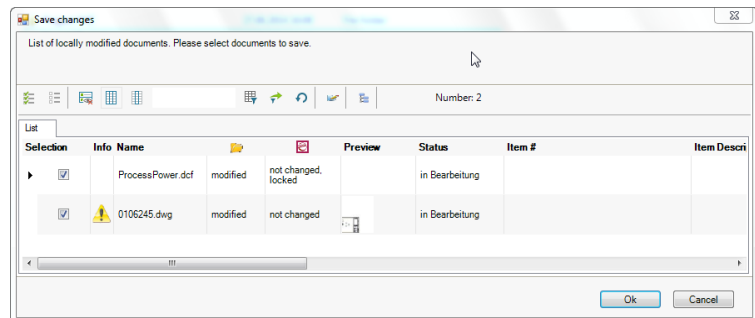 Save changes
List of locally modified documents. Please select documents to save.
Number: 2
List
Selection Info Name Preview Status Item # Item Descri
ProcessPower.dcf modified not changed, locked in Bearbeitung
0106245.dwg modified not changed in Bearbeitung
Ok Cancel